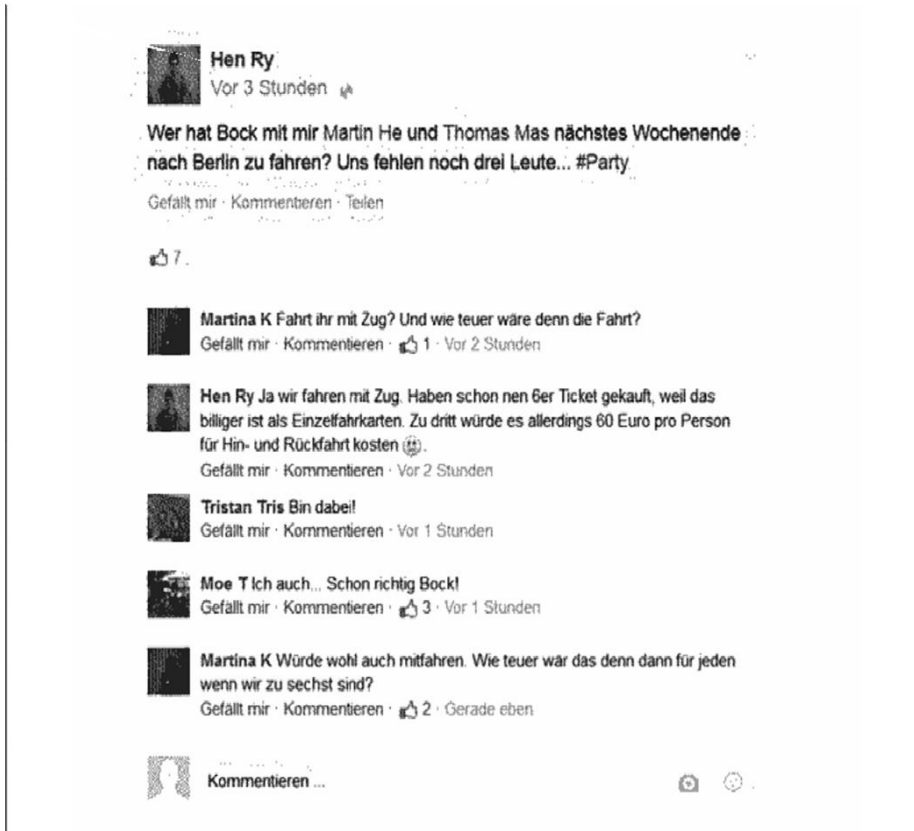 Hen Ry
Vor 3 Stunden
Wer hat Bock mit mir Martin He und Thomas Mas nächstes Wochenende
nach Berlin zu fahren? Uns fehlen noch drei Leute... #Party
Gefällt mir · Kommentieren · Teilen
7
Martina K Fahrt ihr mit Zug? Und wie teuer wäre denn die Fahrt?
Gefällt mir · Kommentieren · 1 · Vor 2 Stunden
Hen Ry Ja wir fahren mit Zug. Haben schon nen 6er Ticket gekauft, weil das
billiger ist als Einzelfahrkarten. Zu dritt würde es allerdings 60 Euro pro Person
für Hin- und Rückfahrt kosten.
Gefällt mir · Kommentieren · Vor 2 Stunden
Tristan Tris Bin dabei!
Gefällt mir · Kommentieren · Vor 1 Stunden
Moe T Ich auch... Schon richtig Bock!
Gefällt mir · Kommentieren · 3 · Vor 1 Stunden
Martina K Würde wohl auch mitfahren. Wie teuer wär das denn dann für jeden
wenn wir zu sechst sind?
Gefällt mir · Kommentieren · 2 · Gerade eben
Kommentieren ...